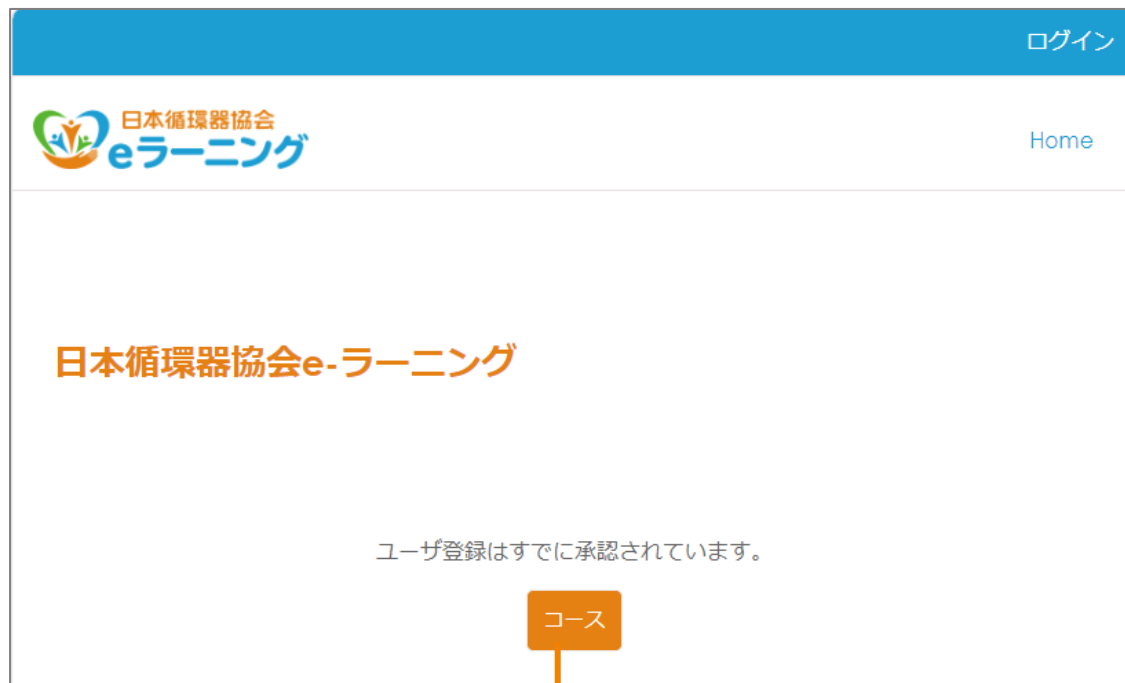 ログイン
日本循環器協会
eラーニング
Home
日本循環器協会e-ラーニング
ユーザ登録はすでに承認されています。
コース